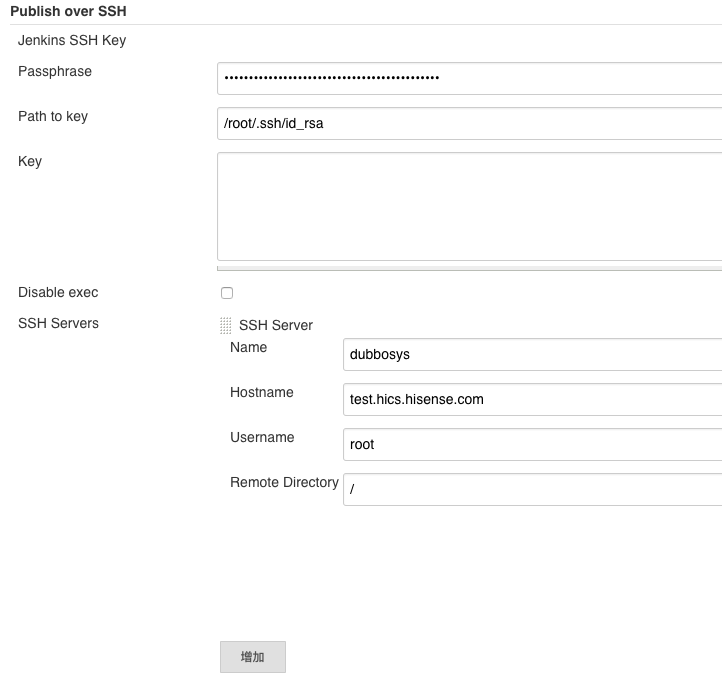 Publish over SSH
Jenkins SSH Key
Passphrase
••••••••••••••••••••••••••••••••••••••••••••
Path to key
/root/.ssh/id_rsa
Key
Disable exec
SSH Servers
SSH Server
Name
dubbosys
Hostname
test.hics.hisense.com
Username
root
Remote Directory
/
增加